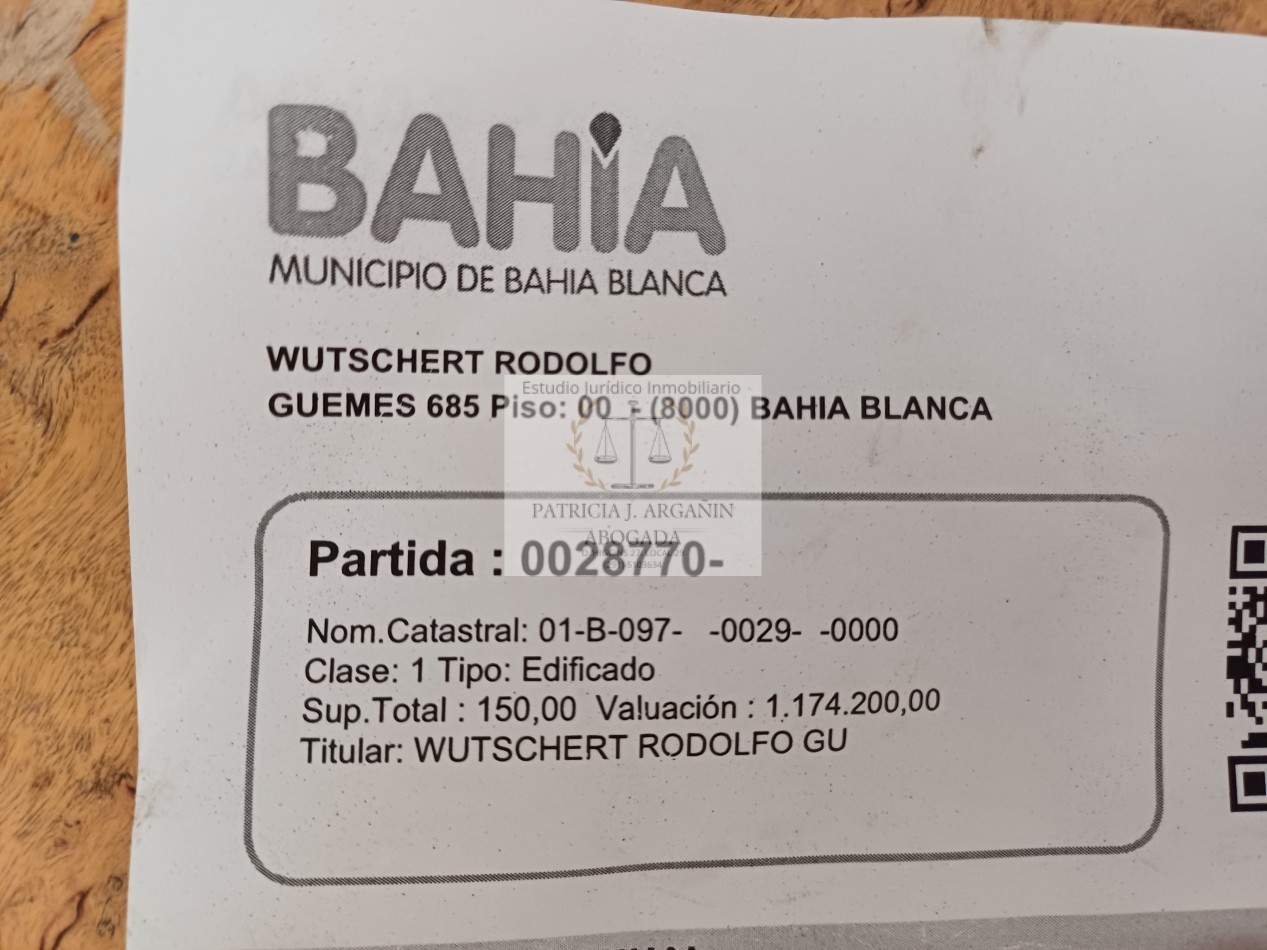 BAHIA
MUNICIPIO DE BAHIA BLANCA
WUTSCHERT RODOLFO
Estudio Jurídico Inmobiliario
GUEMES 685 Piso: 00 - (8000) BAHIA BLANCA
PATRICIA J. ARGAÑIN
ABOGADA
Partida : 0028770-
Nom.Catastral: 01-B-097- -0029- -0000
Clase: 1 Tipo: Edificado
Sup.Total : 150,00 Valuación : 1.174.200,00
Titular: WUTSCHERT RODOLFO GU